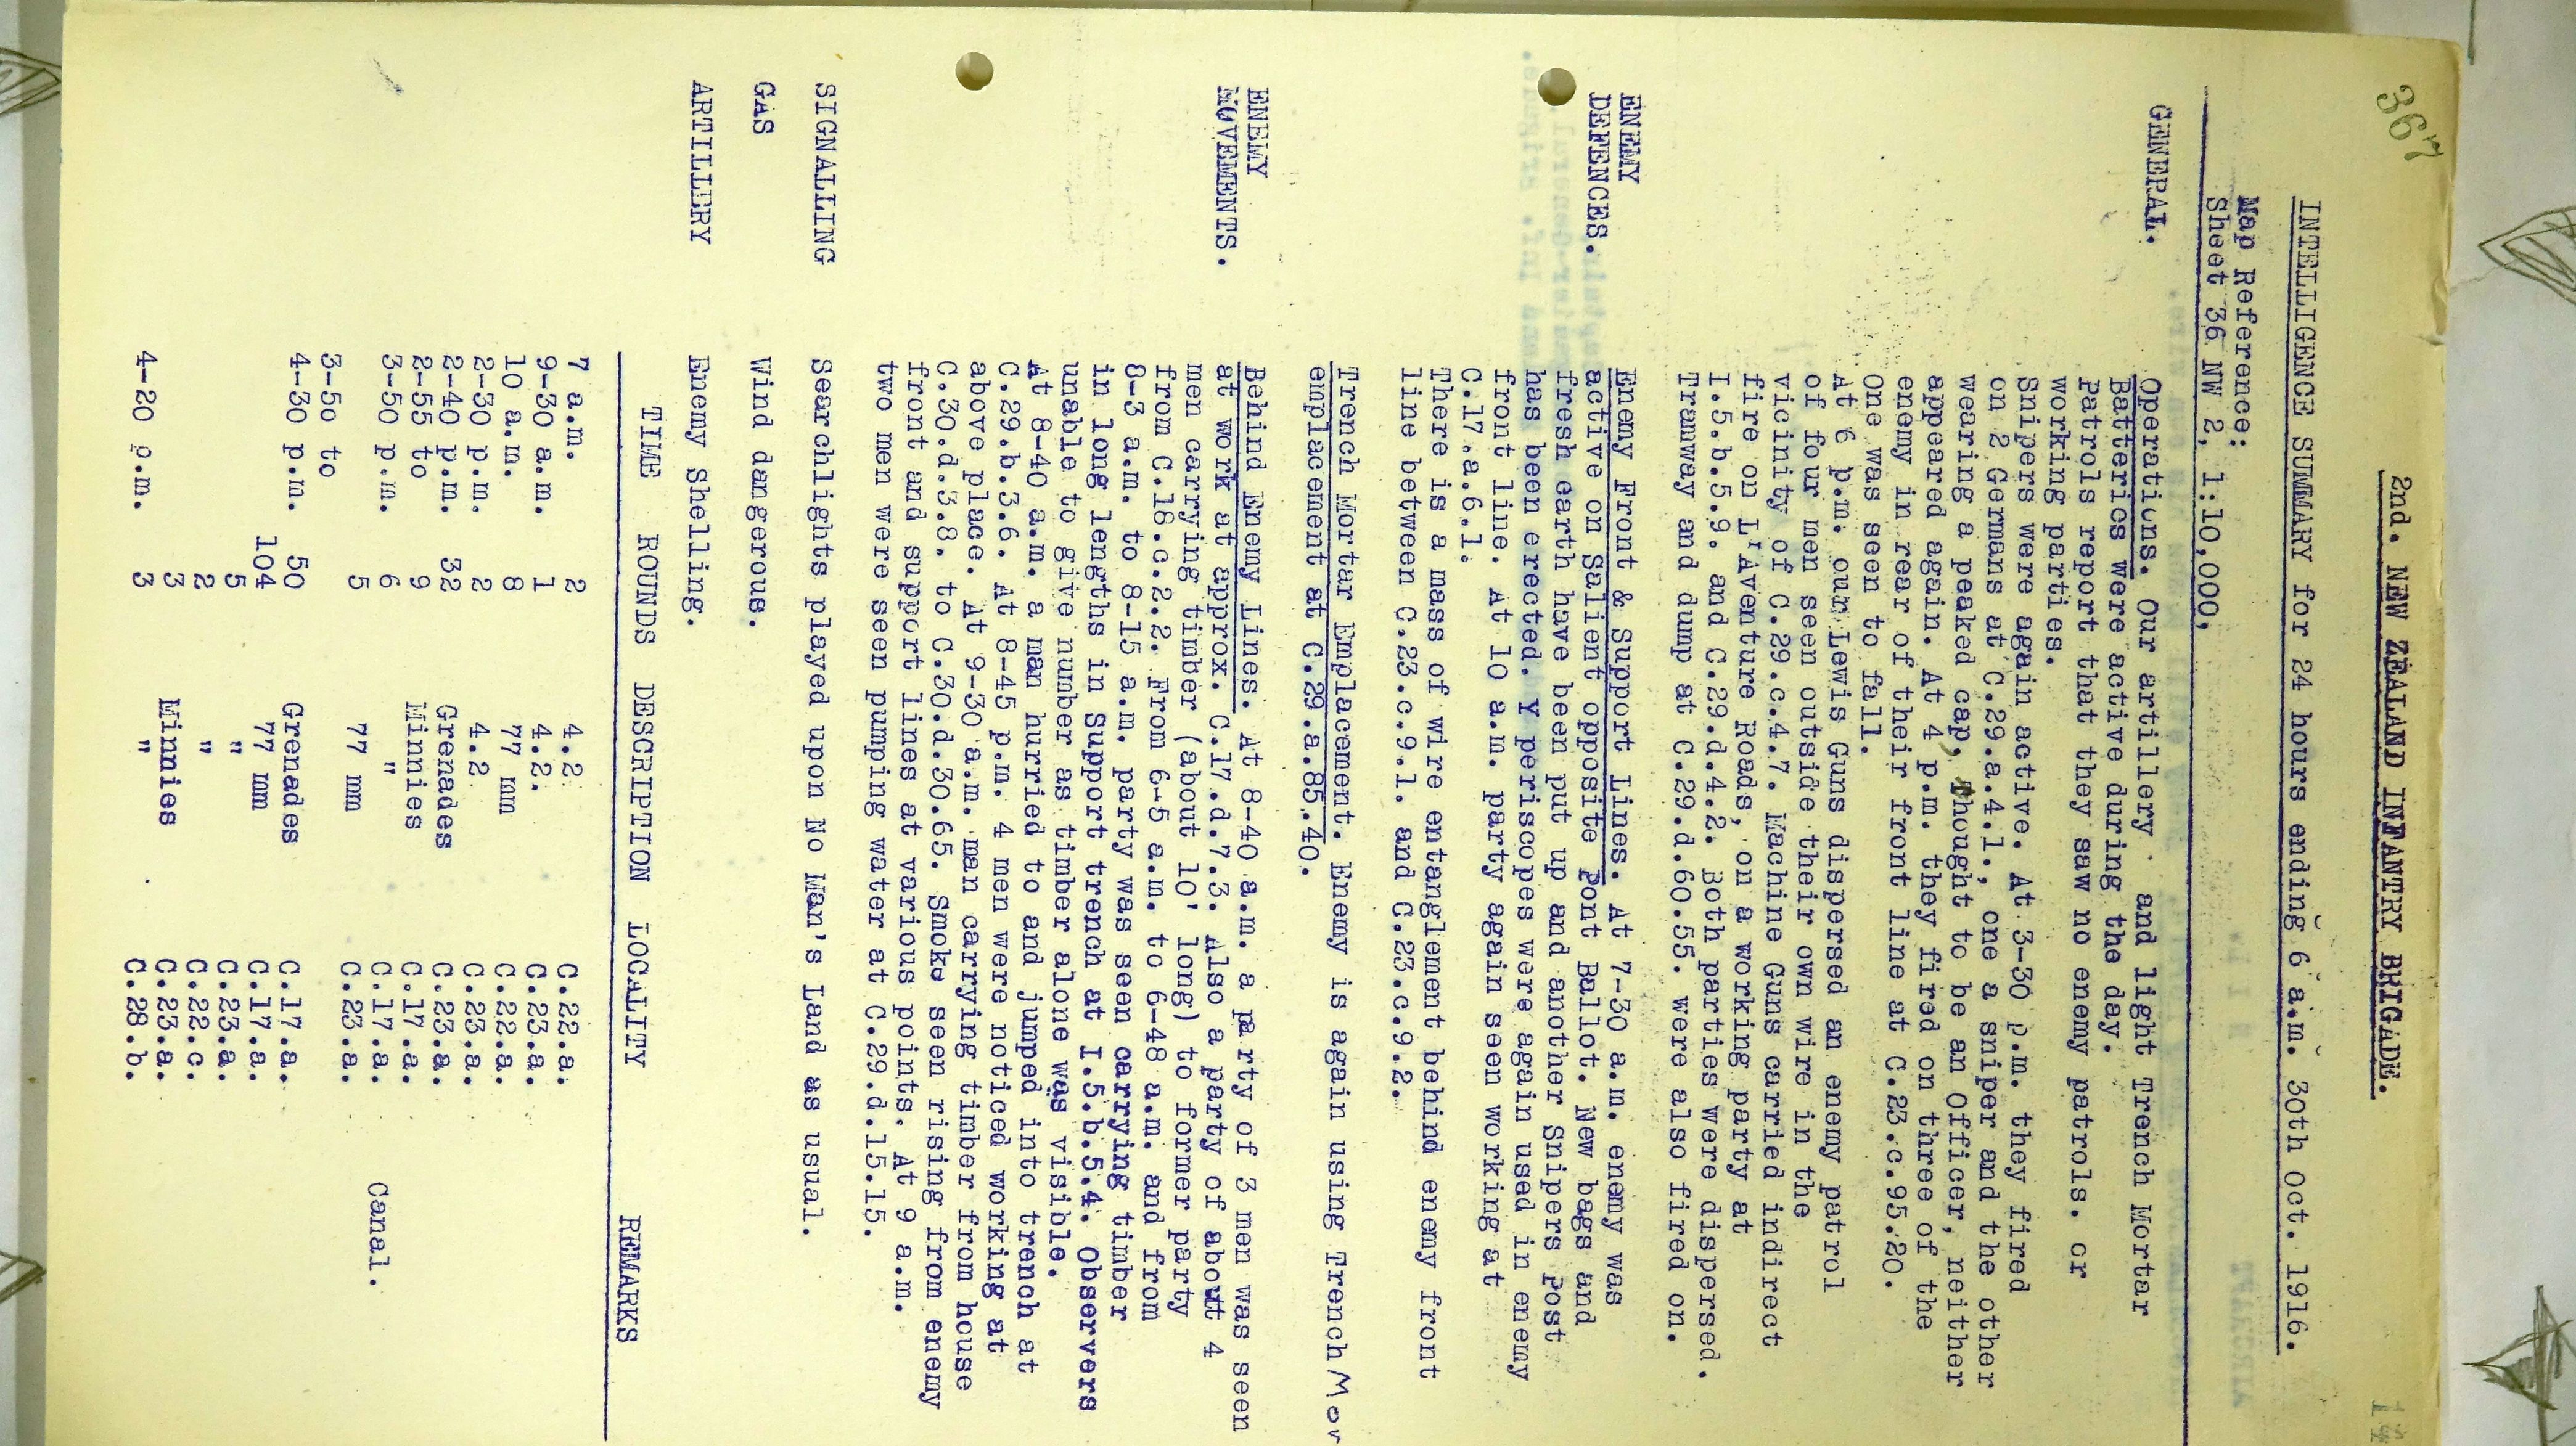 367
2nd. NEW ZEALAND INFANTRY BRIGADE.
INTELLIGENCE SUMMARY for 24 hours ending 6 a.m. 30th Oct. 1916.
Map Reference:
Sheet 36 NW 2, 1:10,000,
GENERAL. Operations. Our artillery and light Trench Mortar
Batteries were active during the day.
Patrols report that they saw no enemy patrols. or
working parties.
Snipers were again active. At 3-30 p.m. they fired
on 2 Germans at C.29.a.4.1., one a sniper and the other
wearing a peaked cap, thought to be an Officer, neither
appeared again. At 4 p.m. they fired on three of the
enemy in rear of their front line at C.23.c.95.20.
One was seen to fall.
At 6 p.m. our Lewis Guns dispersed an enemy patrol
of four men seen outside their own wire in the
vicinity of C.29.c.4.7. Machine Guns carried indirect
fire on L'Aventure Roads, on a working party at
I.5.b.5.9. and C.29.d.4.2. Both parties were dispersed.
Tramway and dump at C.29.d.60.55. were also fired on.
ENEMY DEFENCES. Enemy Front & Support Lines. At 7-30 a.m. enemy was
active on Salient opposite Pont Ballot. New bags and
fresh earth have been put up and another Snipers Post
has been erected. Y periscopes were again used in enemy
front line. At 10 a.m. party again seen working at
C.17.a.6.1.
There is a mass of wire entanglement behind enemy front
line between C.23.c.9.1. and C.23.c.9.2.
Trench Mortar Emplacement. Enemy is again using Trench Mor
emplacement at C.29.a.85.40.
ENEMY MOVEMENTS. Behind Enemy Lines. At 8-40 a.m. a party of 3 men was seen
at work at approx. C.17.d.7.3. Also a party of about 4
men carrying timber (about 10' long) to former party
from C.18.c.2.2. From 6-5 a.m. to 6-48 a.m. and from
8-3 a.m. to 8-15 a.m. party was seen carrying timber
in long lengths in Support trench at I.5.b.5.4. Observers
unable to give number as timber alone was visible.
At 8-40 a.m. a man hurried to and jumped into trench at
C.29.b.3.6. At 8-45 p.m. 4 men were noticed working at
above place. At 9-30 a.m. man carrying timber from house
C.30.d.3.8. to C.30.d.30.65. Smoke seen rising from enemy
front and support lines at various points. At 9 a.m.
two men were seen pumping water at C.29.d.15.15.
SIGNALLING Searchlights played upon No Man's Land as usual.
GAS Wind dangerous.
ARTILLERY Enemy Shelling.
TIME ROUNDS DESCRIPTION LOCALITY REMARKS
7 a.m. 2 4.2 C.22.a.
9-30 a.m. 1 4.2. C.23.a.
10 a.m. 8 77 mm C.22.a.
2-30 p.m. 2 4.2 C.23.a.
2-40 p.m. 32 Grenades C.23.a.
2-55 to 9 Minnies C.17.a.
3-50 p.m. 6 " C.17.a. Canal.
5 77 mm C.23.a.
3-50 to
4-30 p.m. 50 Grenades C.17.a.
104 77 mm C.17.a.
5 " C.23.a.
2 " C.22.c.
3 Minnies C.23.a.
4-20 p.m. 3 " C.28.b.